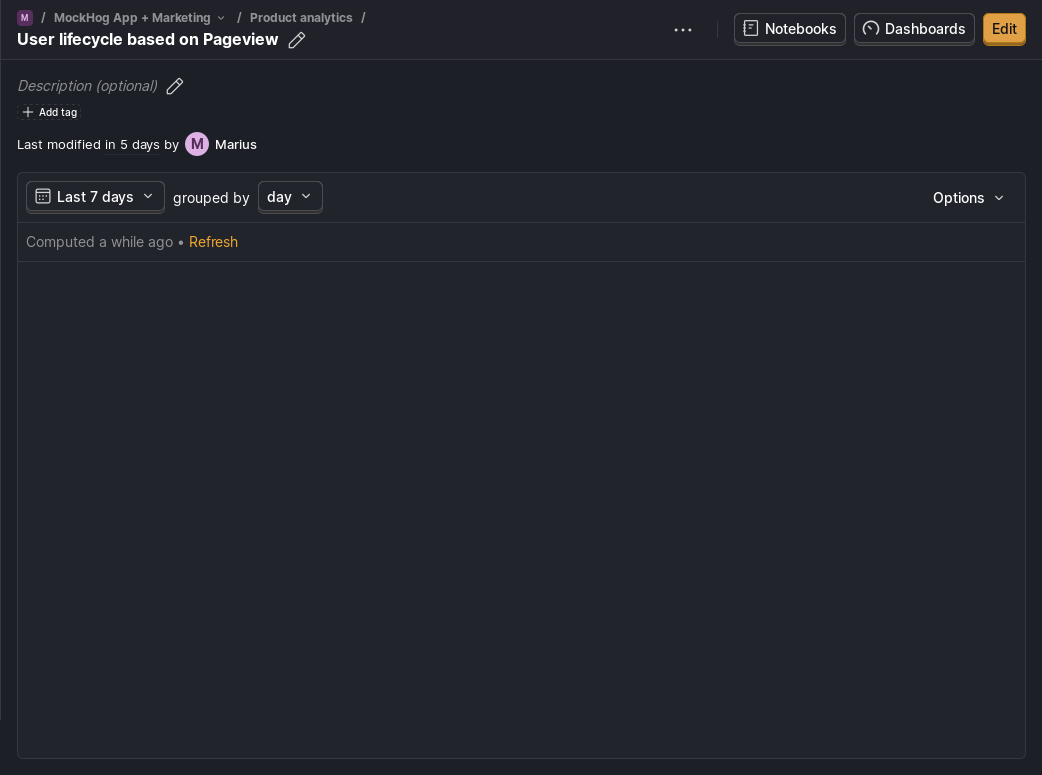 M / MockHog App + Marketing / Product analytics /
User lifecycle based on Pageview
Notebooks
Dashboards
Edit
Description (optional)
Add tag
Last modified in 5 days by M Marius
Last 7 days grouped by day
Options
Computed a while ago • Refresh